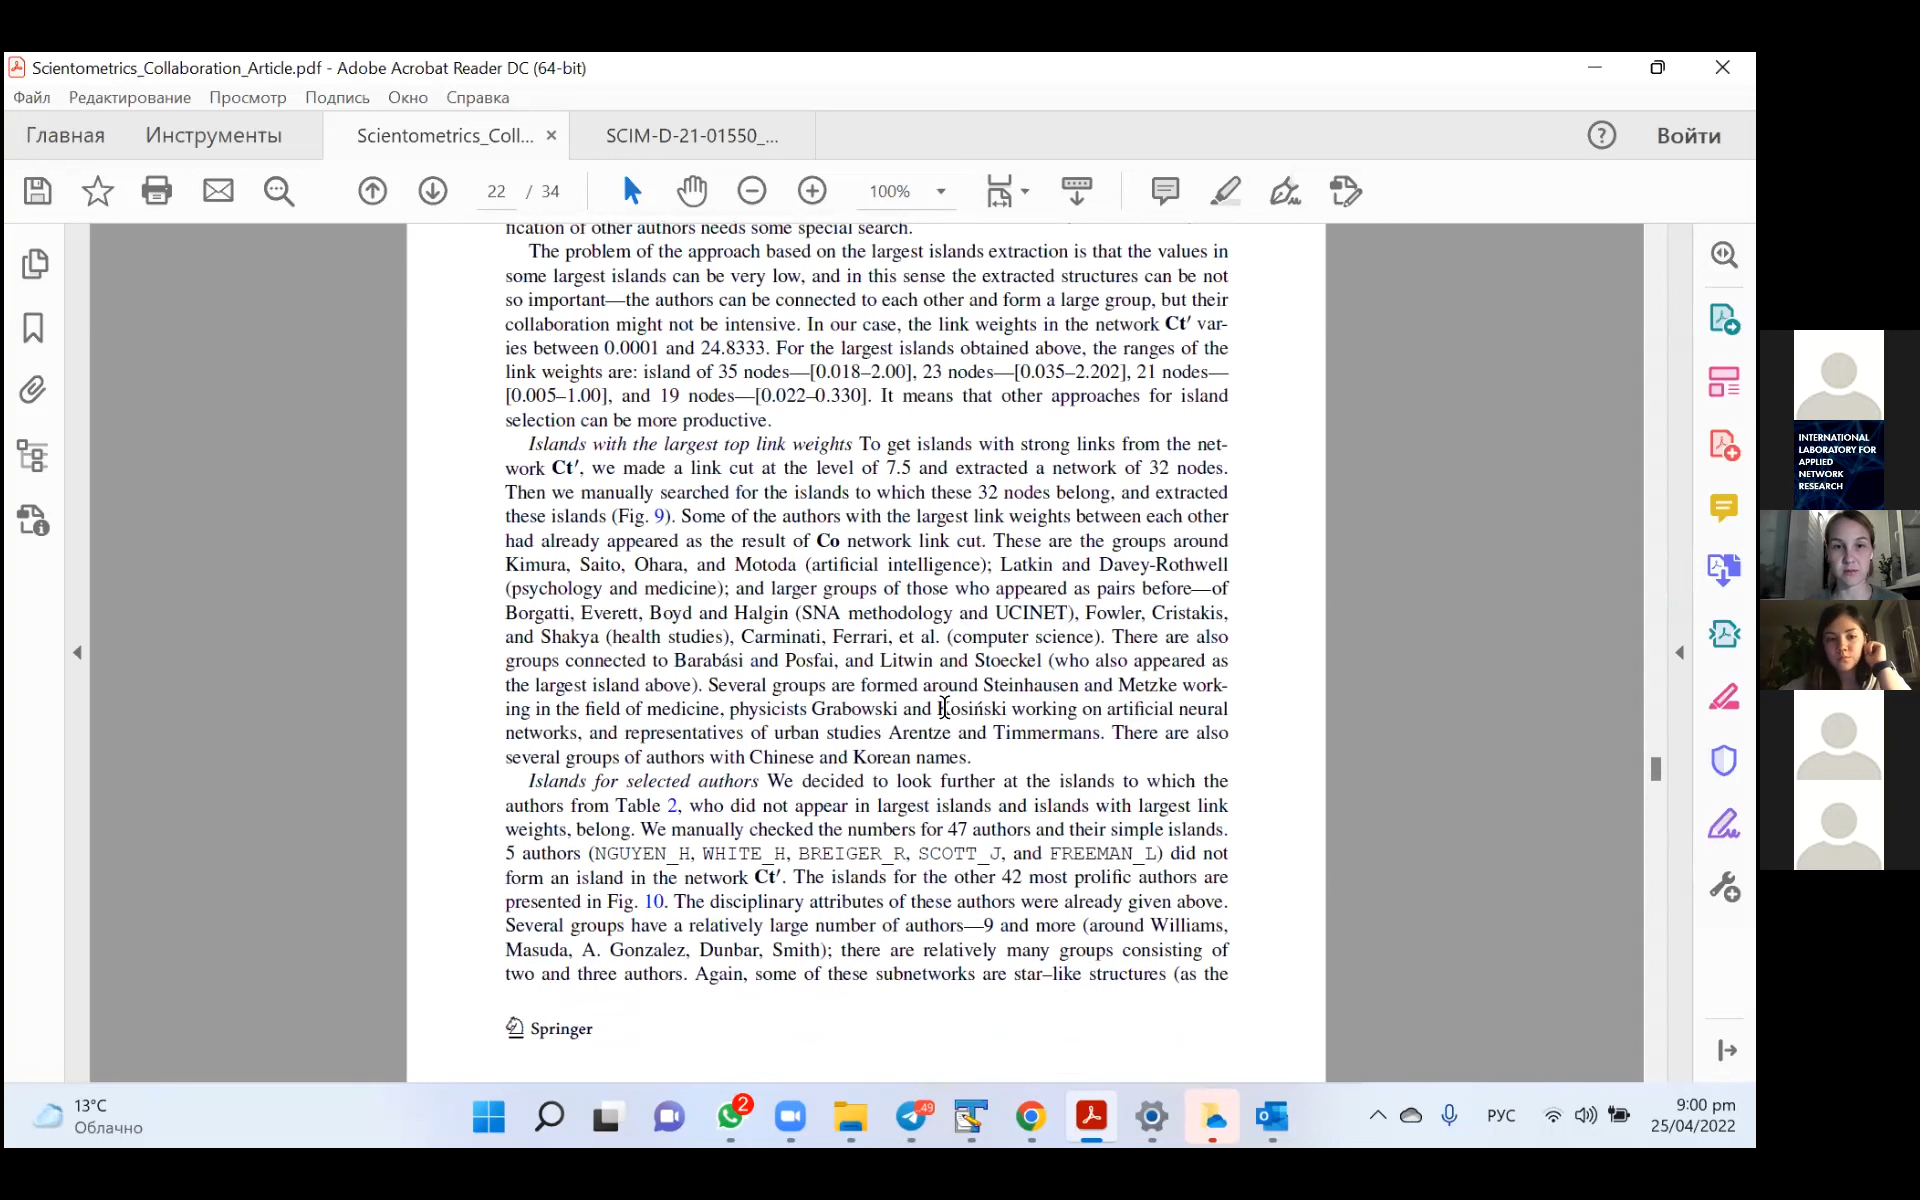 Scientometrics_Collaboration_Article.pdf - Adobe Acrobat Reader DC (64-bit)
Файл Редактирование Просмотр Подпись Окно Справка
Главная Инструменты Scientometrics_Coll... × SCIM-D-21-01550_... ? Войти
22 / 34 100%
fication of other authors needs some special search.
The problem of the approach based on the largest islands extraction is that the values in
some largest islands can be very low, and in this sense the extracted structures can be not
so important—the authors can be connected to each other and form a large group, but their
collaboration might not be intensive. In our case, the link weights in the network Ct′ var-
ies between 0.0001 and 24.8333. For the largest islands obtained above, the ranges of the
link weights are: island of 35 nodes—[0.018–2.00], 23 nodes—[0.035–2.202], 21 nodes—
[0.005–1.00], and 19 nodes—[0.022–0.330]. It means that other approaches for island
selection can be more productive.
Islands with the largest top link weights To get islands with strong links from the net-
work Ct′, we made a link cut at the level of 7.5 and extracted a network of 32 nodes.
Then we manually searched for the islands to which these 32 nodes belong, and extracted
these islands (Fig. 9). Some of the authors with the largest link weights between each other
had already appeared as the result of Co network link cut. These are the groups around
Kimura, Saito, Ohara, and Motoda (artificial intelligence); Latkin and Davey-Rothwell
(psychology and medicine); and larger groups of those who appeared as pairs before—of
Borgatti, Everett, Boyd and Halgin (SNA methodology and UCINET), Fowler, Cristakis,
and Shakya (health studies), Carminati, Ferrari, et al. (computer science). There are also
groups connected to Barabási and Posfai, and Litwin and Stoeckel (who also appeared as
the largest island above). Several groups are formed around Steinhausen and Metzke work-
ing in the field of medicine, physicists Grabowski and Kosiński working on artificial neural
networks, and representatives of urban studies Arentze and Timmermans. There are also
several groups of authors with Chinese and Korean names.
Islands for selected authors We decided to look further at the islands to which the
authors from Table 2, who did not appear in largest islands and islands with largest link
weights, belong. We manually checked the numbers for 47 authors and their simple islands.
5 authors (NGUYEN_H, WHITE_H, BREIGER_R, SCOTT_J, and FREEMAN_L) did not
form an island in the network Ct′. The islands for the other 42 most prolific authors are
presented in Fig. 10. The disciplinary attributes of these authors were already given above.
Several groups have a relatively large number of authors—9 and more (around Williams,
Masuda, A. Gonzalez, Dunbar, Smith); there are relatively many groups consisting of
two and three authors. Again, some of these subnetworks are star–like structures (as the
Springer
INTERNATIONAL
LABORATORY FOR
APPLIED
NETWORK
RESEARCH
13°C
Облачно
2
49
РУС
9:00 pm
25/04/2022